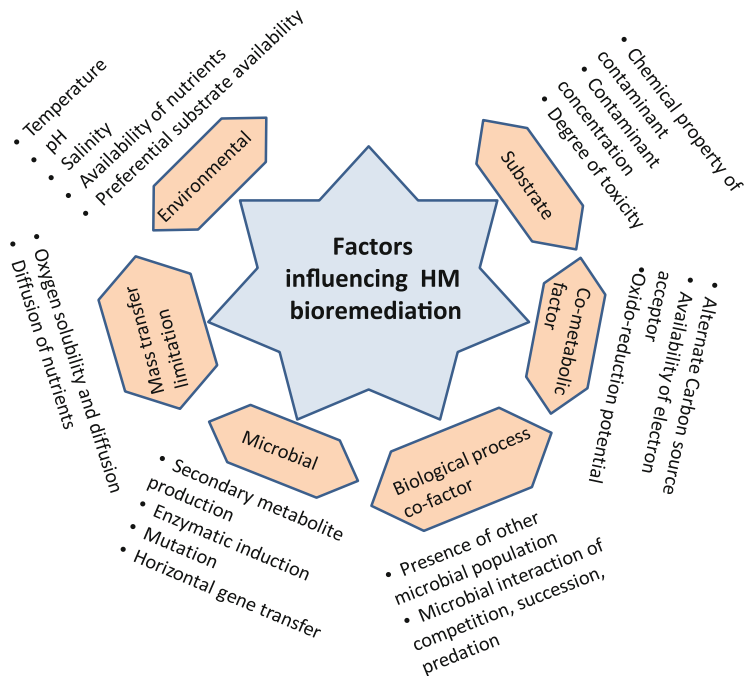 Factors
influencing HM
bioremediation
Environmental
• Temperature
• pH
• Salinity
• Availability of nutrients
• Preferential substrate availability
Substrate
• Chemical property of
contaminant
• Contaminant
concentration
• Degree of toxicity
Co-metabolic
factor
• Alternate Carbon source
• Availability of electron
acceptor
• Oxido-reduction potential
Biological process
co-factor
• Presence of other
microbial population
• Microbial interaction of
competition, succession,
predation
Microbial
• Secondary metabolite
production
• Enzymatic induction
• Mutation
• Horizontal gene transfer
Mass transfer
limitation
• Oxygen solubility and diffusion
• Diffusion of nutrients